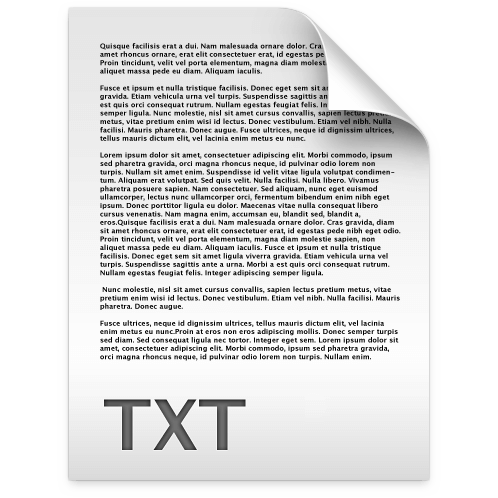 Quisque facilisis erat a dui. Nam malesuada ornare dolor. Cra
amet rhoncus ornare, erat elit consectetuer erat, id egestas pe
Proin tincidunt, velit vel porta elementum, magna diam molest
aliquet massa pede eu diam. Aliquam iaculis.
Fusce et ipsum et nulla tristique facilisis. Donec eget sem sit a
gravida. Etiam vehicula urna vel turpis. Suspendisse sagittis an
est quis orci consequat rutrum. Nullam egestas feugiat felis. In
semper ligula. Nunc molestie, nisl sit amet cursus convallis, sapien lectus
metus, vitae pretium enim wisi id lectus. Donec vestibulum. Etiam vel nibh. Nulla
facilisi. Mauris pharetra. Donec augue. Fusce ultrices, neque id dignissim ultrices,
tellus mauris dictum elit, vel lacinia enim metus eu nunc.
Lorem ipsum dolor sit amet, consectetuer adipiscing elit. Morbi commodo, ipsum
sed pharetra gravida, orci magna rhoncus neque, id pulvinar odio lorem non
turpis. Nullam sit amet enim. Suspendisse id velit vitae ligula volutpat condimen-
tum. Aliquam erat volutpat. Sed quis velit. Nulla facilisi. Nulla libero. Vivamus
pharetra posuere sapien. Nam consectetuer. Sed aliquam, nunc eget euismod
ullamcorper, lectus nunc ullamcorper orci, fermentum bibendum enim nibh eget
ipsum. Donec porttitor ligula eu dolor. Maecenas vitae nulla consequat libero
cursus venenatis. Nam magna enim, accumsan eu, blandit sed, blandit a,
eros.Quisque facilisis erat a dui. Nam malesuada ornare dolor. Cras gravida, diam
sit amet rhoncus ornare, erat elit consectetuer erat, id egestas pede nibh eget odio.
Proin tincidunt, velit vel porta elementum, magna diam molestie sapien, non
aliquet massa pede eu diam. Aliquam iaculis. Fusce et ipsum et nulla tristique
facilisis. Donec eget sem sit amet ligula viverra gravida. Etiam vehicula urna vel
turpis. Suspendisse sagittis ante a urna. Morbi a est quis orci consequat rutrum.
Nullam egestas feugiat felis. Integer adipiscing semper ligula.
Nunc molestie, nisl sit amet cursus convallis, sapien lectus pretium metus, vitae
pretium enim wisi id lectus. Donec vestibulum. Etiam vel nibh. Nulla facilisi. Mauris
pharetra. Donec augue.
Fusce ultrices, neque id dignissim ultrices, tellus mauris dictum elit, vel lacinia
enim metus eu nunc.Proin at eros non eros adipiscing mollis. Donec semper turpis
sed diam. Sed consequat ligula nec tortor. Integer eget sem. Lorem ipsum dolor sit
amet, consectetuer adipiscing elit. Morbi commodo, ipsum sed pharetra gravida,
orci magna rhoncus neque, id pulvinar odio lorem non turpis. Nullam enim.
TXT